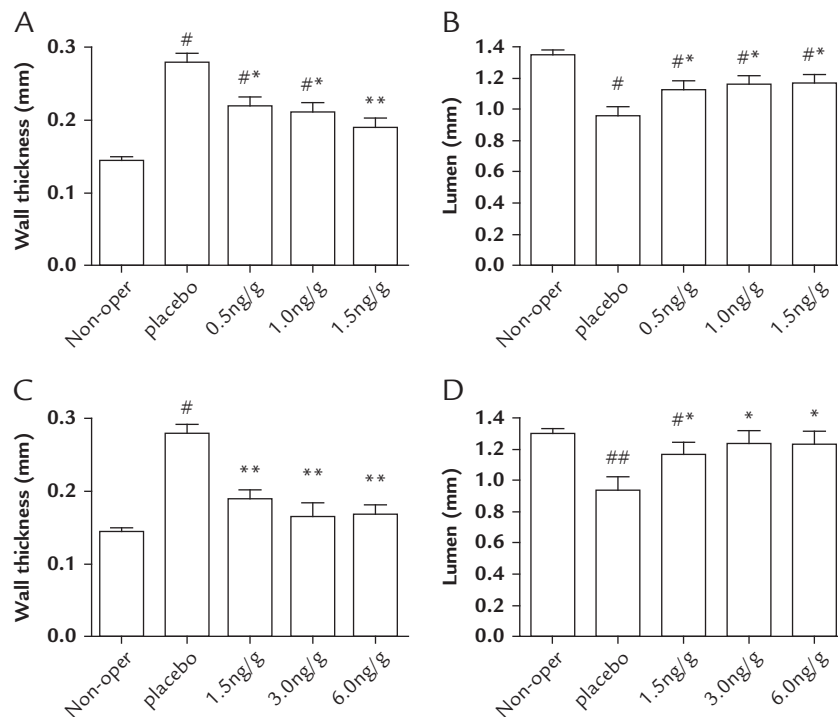 A
Wall thickness (mm)
0.3
0.2
0.1
0.0
#
#*
#*
**
Non-oper
placebo
0.5ng/g
1.0ng/g
1.5ng/g
B
Lumen (mm)
1.4
1.2
1.0
0.8
0.6
0.4
0.2
0.0
#
#*
#*
#*
Non-oper
placebo
0.5ng/g
1.0ng/g
1.5ng/g
C
Wall thickness (mm)
0.3
0.2
0.1
0.0
#
**
**
**
Non-oper
placebo
1.5ng/g
3.0ng/g
6.0ng/g
D
Lumen (mm)
1.4
1.2
1.0
0.8
0.6
0.4
0.2
0.0
##
#*
*
*
Non-oper
placebo
1.5ng/g
3.0ng/g
6.0ng/g